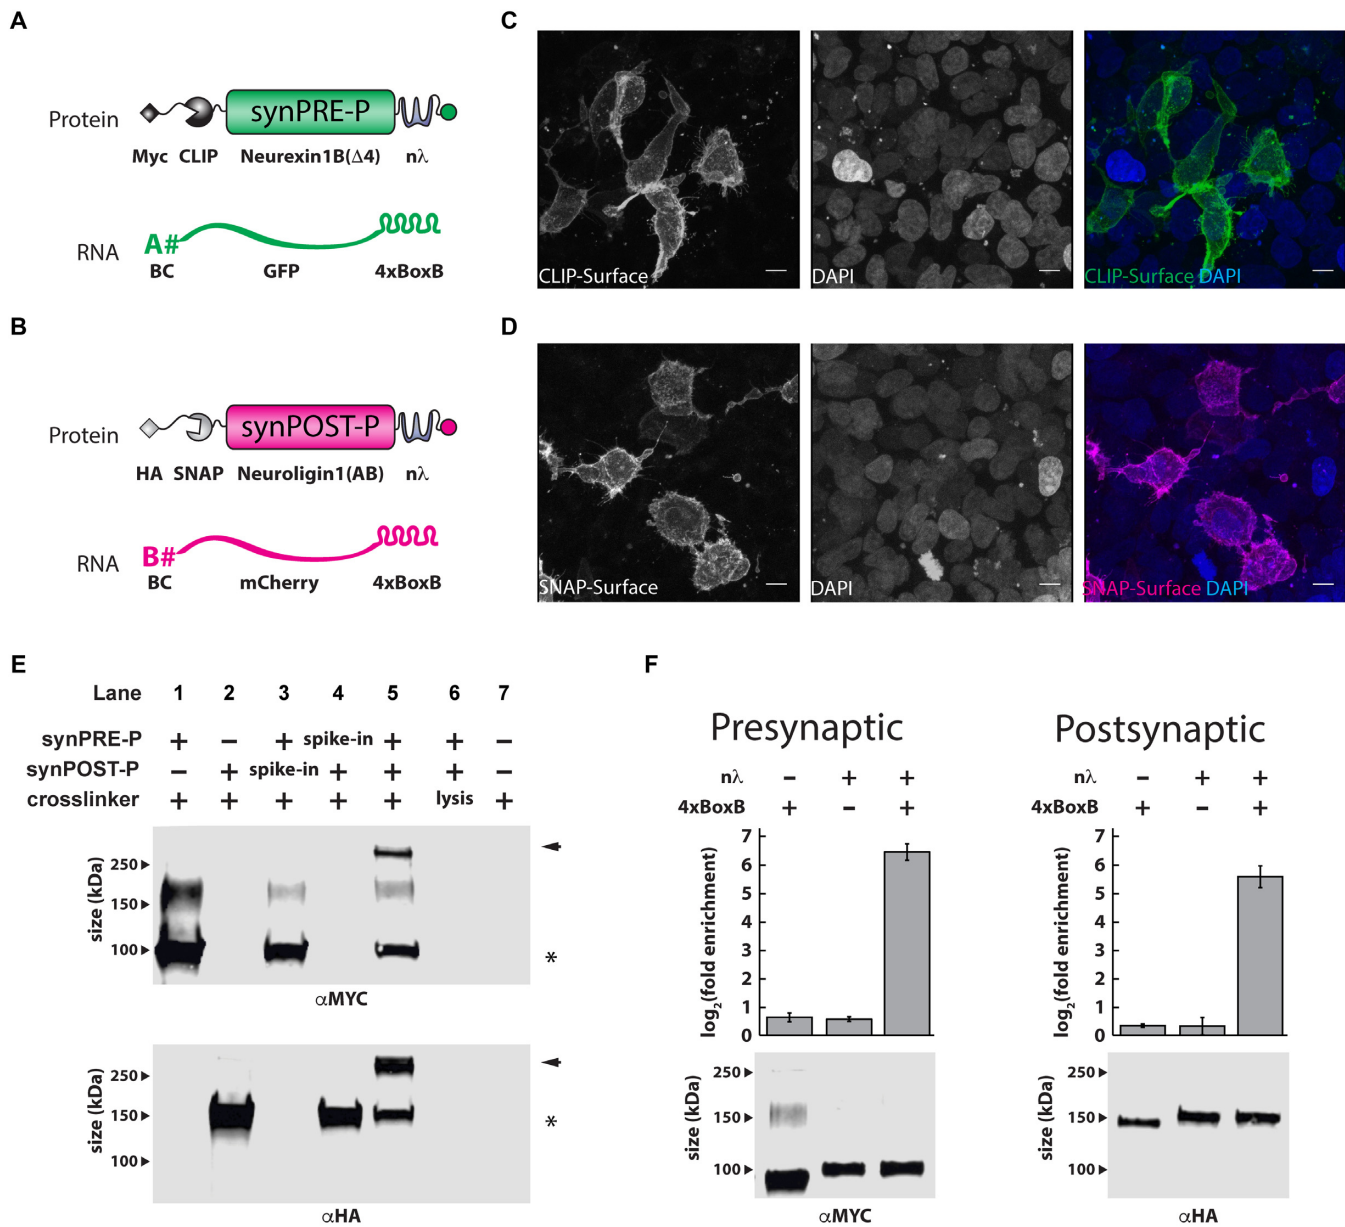 A
Protein
synPRE-P
Myc CLIP Neurexin1B(Δ4) nλ
RNA
A#
BC GFP 4xBoxB
B
Protein
synPOST-P
HA SNAP Neuroligin1(AB) nλ
RNA
B#
BC mCherry 4xBoxB
C
CLIP-Surface
DAPI
CLIP-Surface DAPI
D
SNAP-Surface
DAPI
SNAP-Surface DAPI
E
Lane 1 2 3 4 5 6 7
synPRE-P + − + spike-in + + −
synPOST-P − + spike-in + + + −
crosslinker + + + + + lysis +
size (kDa)
250
150
100
*
αMYC
size (kDa)
250
150
100
*
αHA
F
Presynaptic
nλ − + +
4xBoxB + − +
log2(fold enrichment)
7
6
5
4
3
2
1
0
size (kDa)
250
150
100
αMYC
Postsynaptic
nλ − + +
4xBoxB + − +
log2(fold enrichment)
7
6
5
4
3
2
1
0
size (kDa)
250
150
100
αHA